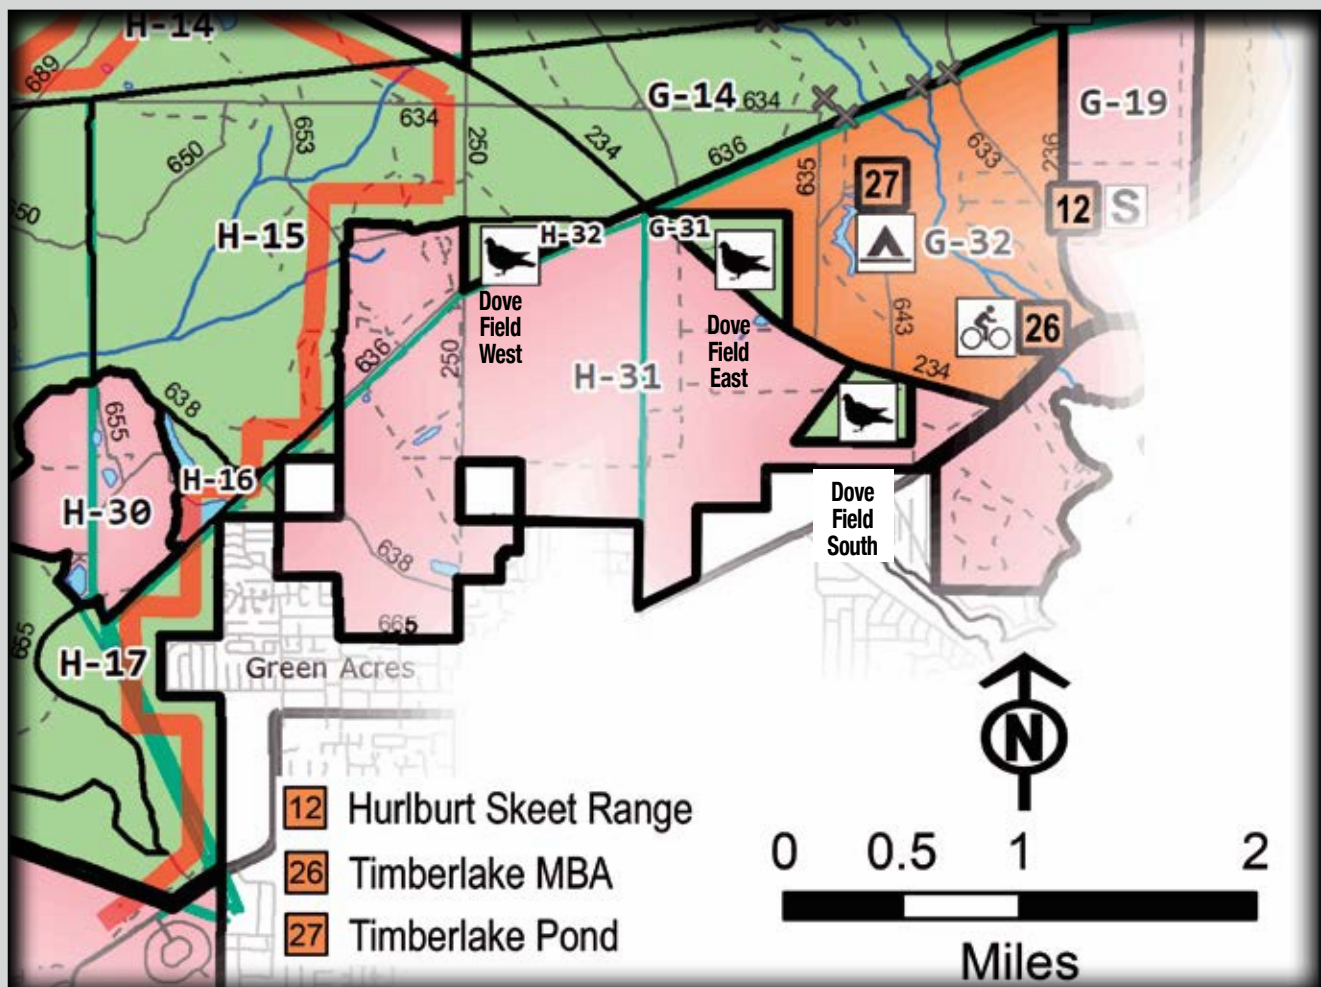 H-14
689
G-14
634
G-19
634
653
650
250
234
636
635
633
236
27
12
S
650
H-15
H-32
G-31
G-32
Dove
Field
West
Dove
Field
East
643
26
636
250
H-31
234
638
655
H-16
H-30
Dove
Field
South
638
665
655
H-17
Green Acres
N
12 Hurlburt Skeet Range
26 Timberlake MBA
27 Timberlake Pond
0 0.5 1 2
Miles